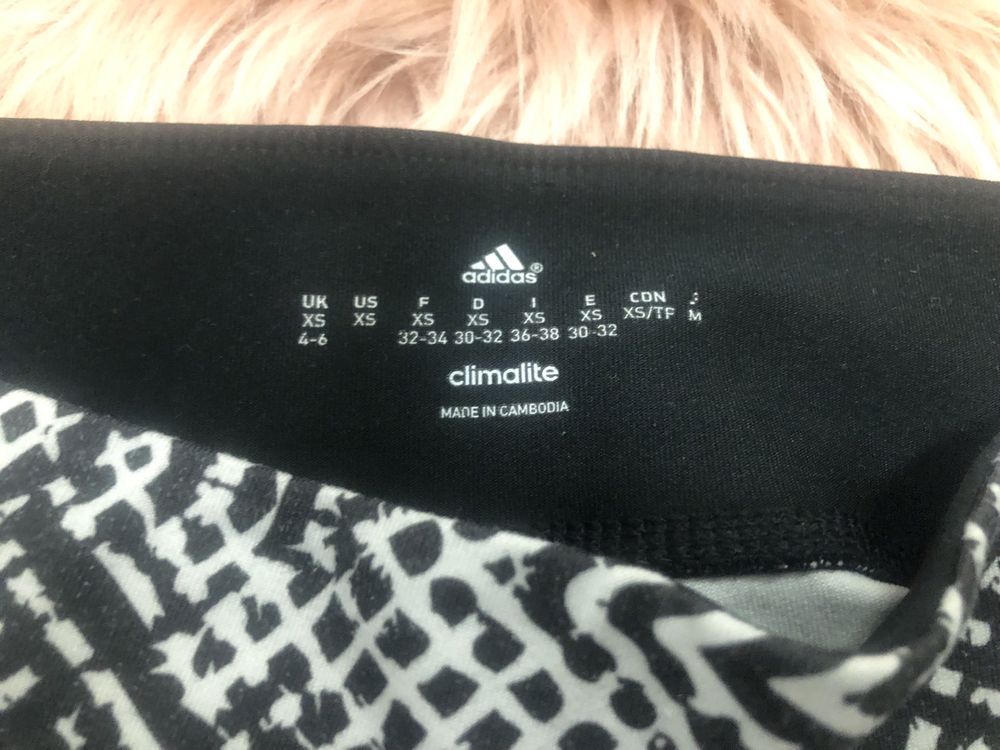 adidas®
UK US F D I E CDN J
XS XS XS XS XS XS XS/TP M
4-6 32-34 30-32 36-38 30-32
climalite
MADE IN CAMBODIA